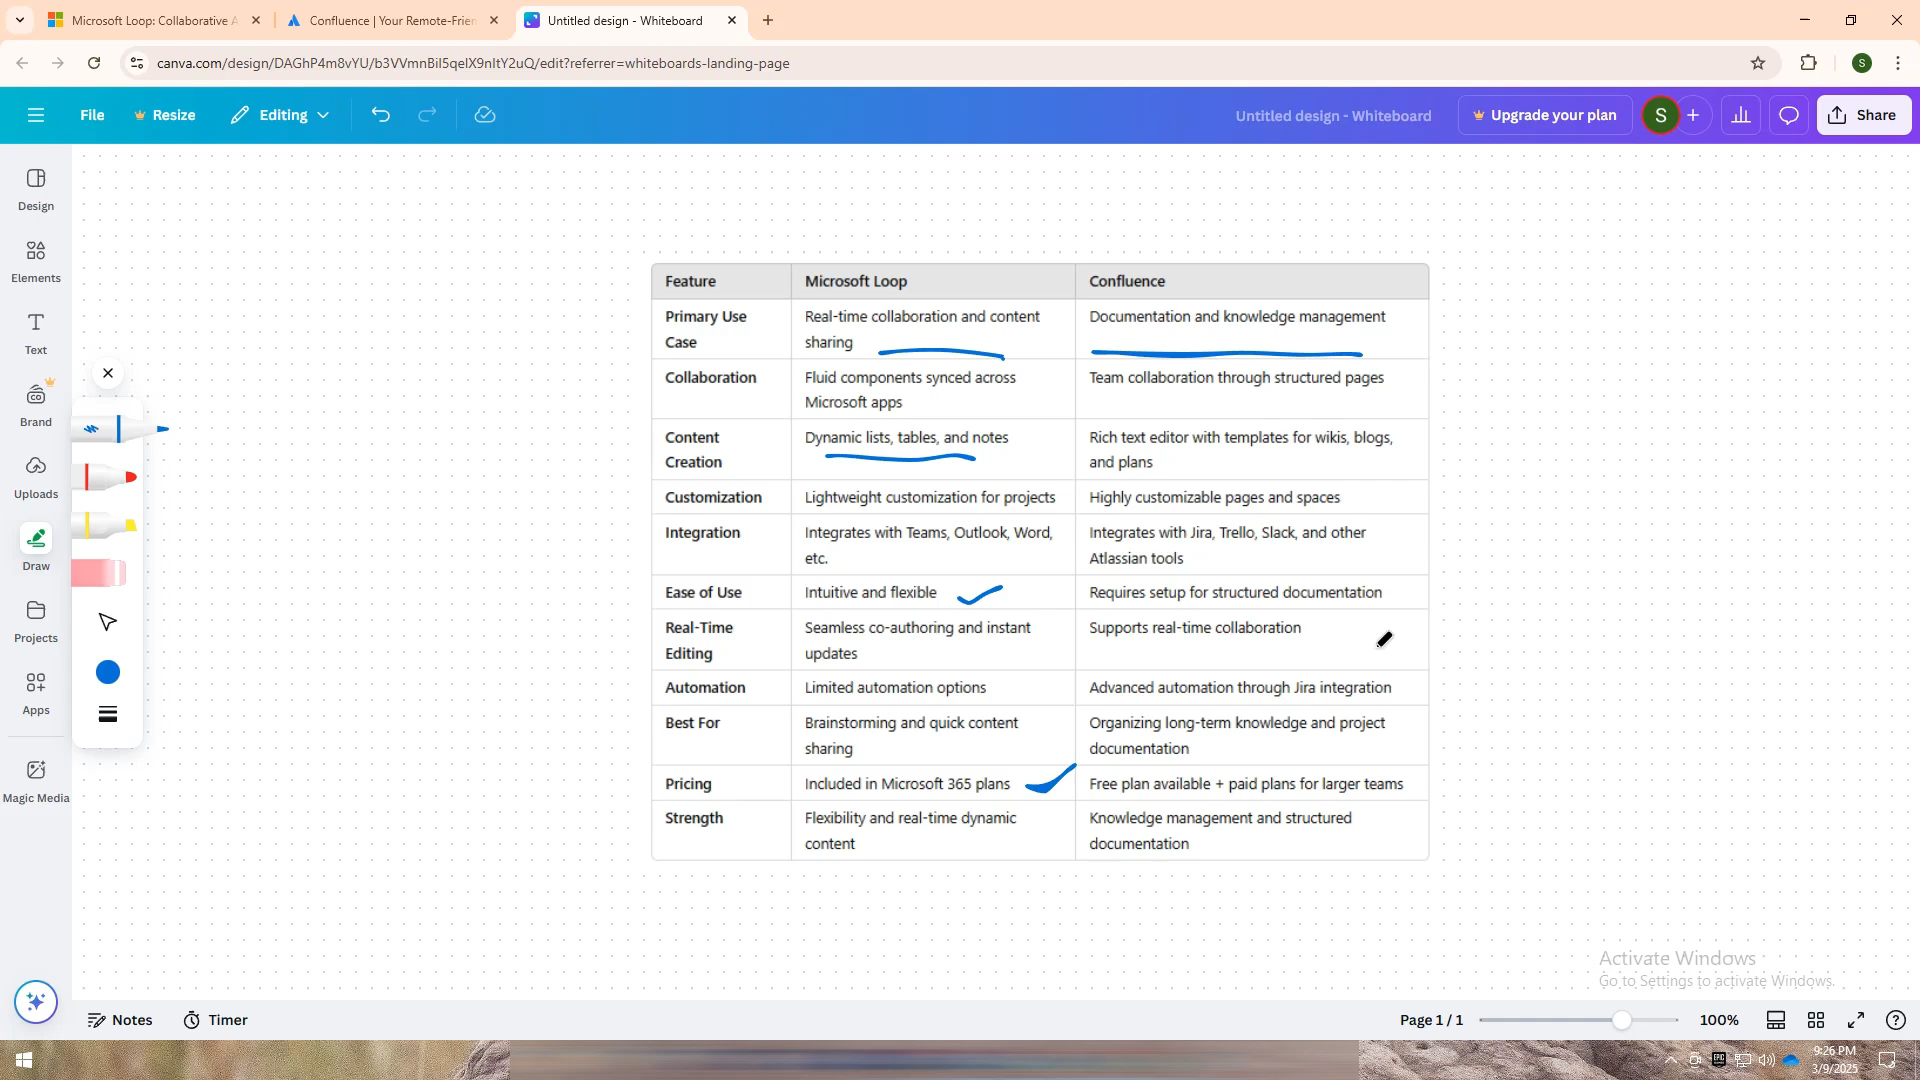 Microsoft Loop: Collaborative A
Confluence | Your Remote-Frien
Untitled design - Whiteboard
canva.com/design/DAGhP4m8vYU/b3VVmnBil5qelX9nItY2uQ/edit?referrer=whiteboards-landing-page
S
File
Resize
Editing
Untitled design - Whiteboard
Upgrade your plan
S
Share
Design
Elements
Text
Brand
Uploads
Draw
Projects
Apps
Magic Media
Feature Microsoft Loop Confluence
Primary Use Real-time collaboration and content Documentation and knowledge management
Case sharing
Collaboration Fluid components synced across Team collaboration through structured pages
Microsoft apps
Content Dynamic lists, tables, and notes Rich text editor with templates for wikis, blogs,
Creation and plans
Customization Lightweight customization for projects Highly customizable pages and spaces
Integration Integrates with Teams, Outlook, Word, Integrates with Jira, Trello, Slack, and other
etc. Atlassian tools
Ease of Use Intuitive and flexible Requires setup for structured documentation
Real-Time Seamless co-authoring and instant Supports real-time collaboration
Editing updates
Automation Limited automation options Advanced automation through Jira integration
Best For Brainstorming and quick content Organizing long-term knowledge and project
sharing documentation
Pricing Included in Microsoft 365 plans Free plan available + paid plans for larger teams
Strength Flexibility and real-time dynamic Knowledge management and structured
content documentation
Activate Windows
Go to Settings to activate Windows.
Notes
Timer
Page 1 / 1
100%
EPIC
9:26 PM
3/9/2025